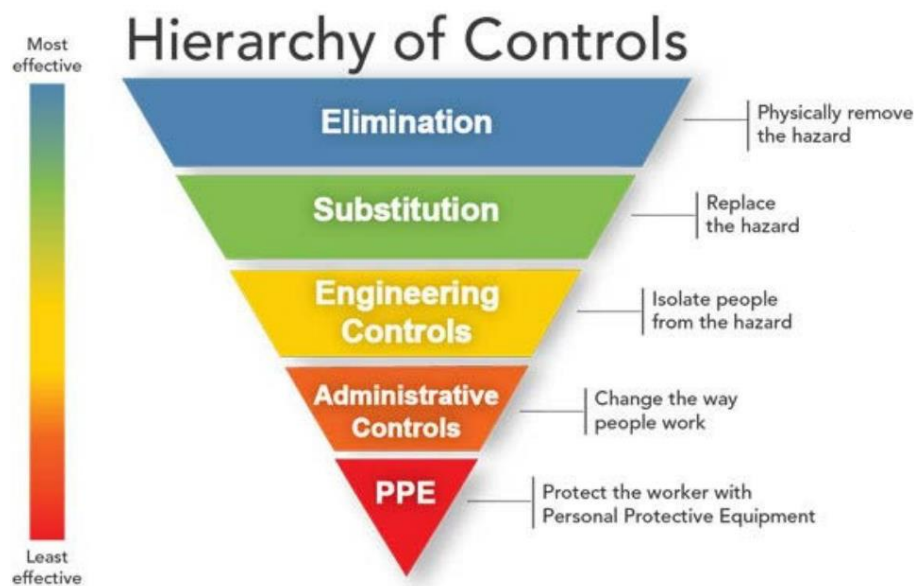 Hierarchy of Controls
Most
effective
Elimination
Physically remove
the hazard
Substitution
Replace
the hazard
Engineering
Controls
Isolate people
from the hazard
Administrative
Controls
Change the way
people work
PPE
Protect the worker with
Personal Protective Equipment
Least
effective